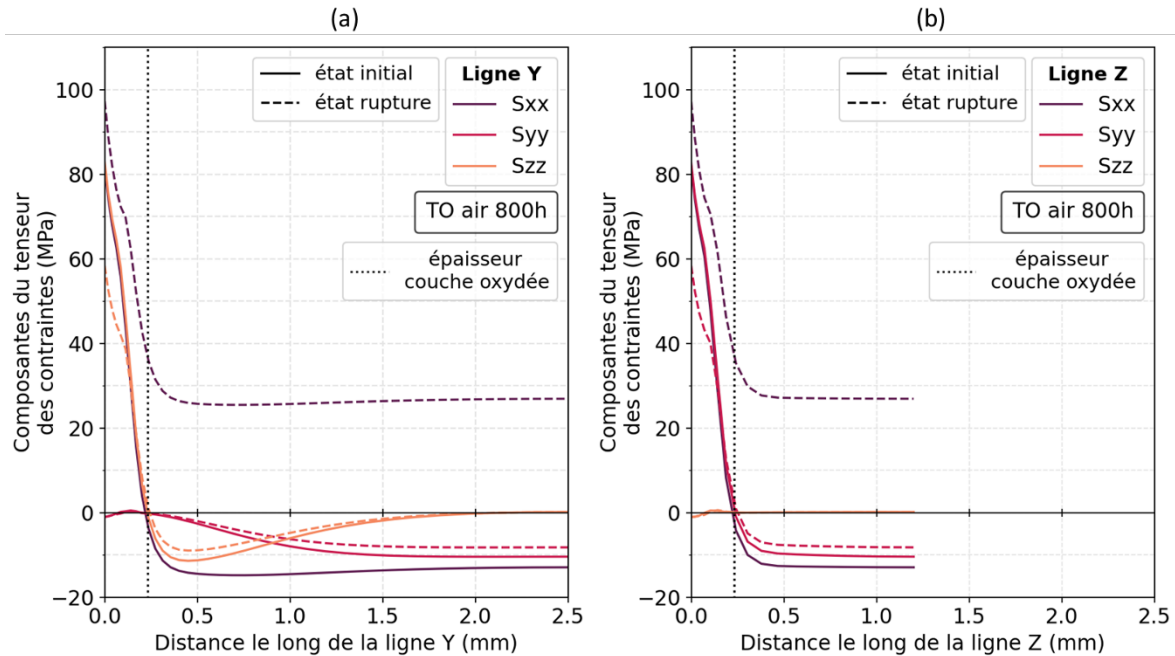 (a)
(b)
état initial
état rupture
Ligne Y
Sxx
Syy
Szz
TO air 800h
épaisseur
couche oxydée
Composantes du tenseur
des contraintes (MPa)
100
80
60
40
20
0
−20
0.0 0.5 1.0 1.5 2.0 2.5
Distance le long de la ligne Y (mm)
état initial
état rupture
Ligne Z
Sxx
Syy
Szz
TO air 800h
épaisseur
couche oxydée
Composantes du tenseur
des contraintes (MPa)
100
80
60
40
20
0
−20
0.0 0.5 1.0 1.5 2.0 2.5
Distance le long de la ligne Z (mm)